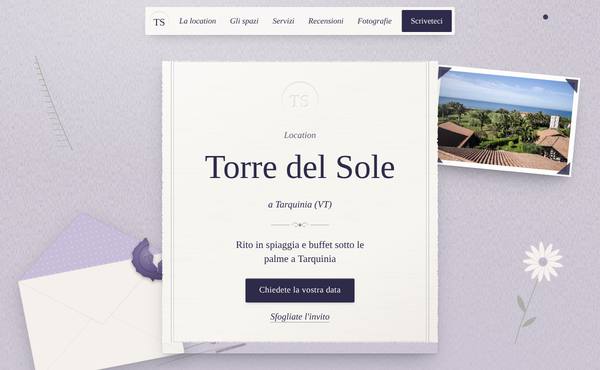 TS
La location
Gli spazi
Servizi
Recensioni
Fotografie
Scriveteci
TS
Location
Torre del Sole
a Tarquinia (VT)
Rito in spiaggia e buffet sotto le
palme a Tarquinia
Chiedete la vostra data
Sfogliate l'invito